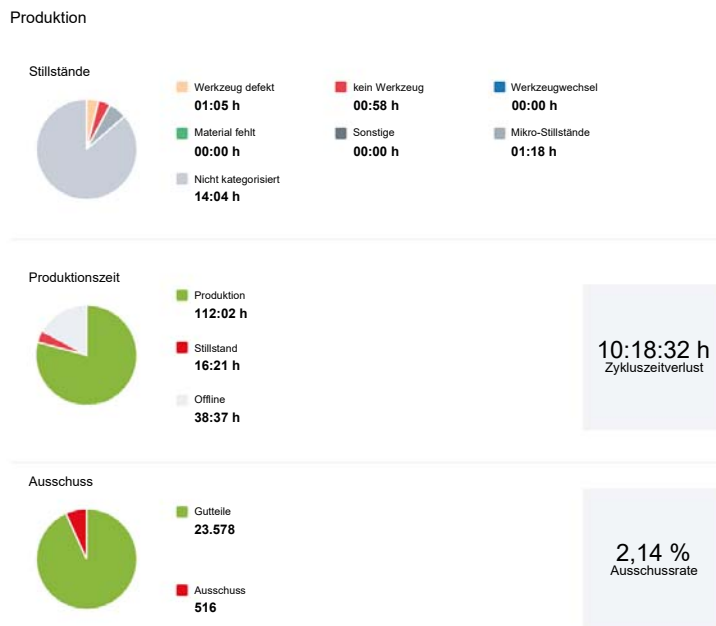 Produktion
Stillstände
Werkzeug defekt
01:05 h
kein Werkzeug
00:58 h
Werkzeugwechsel
00:00 h
Material fehlt
00:00 h
Sonstige
00:00 h
Mikro-Stillstände
01:18 h
Nicht kategorisiert
14:04 h
Produktionszeit
Produktion
112:02 h
Stillstand
16:21 h
Offline
38:37 h
10:18:32 h
Zykluszeitverlust
Ausschuss
Gutteile
23.578
Ausschuss
516
2,14 %
Ausschussrate